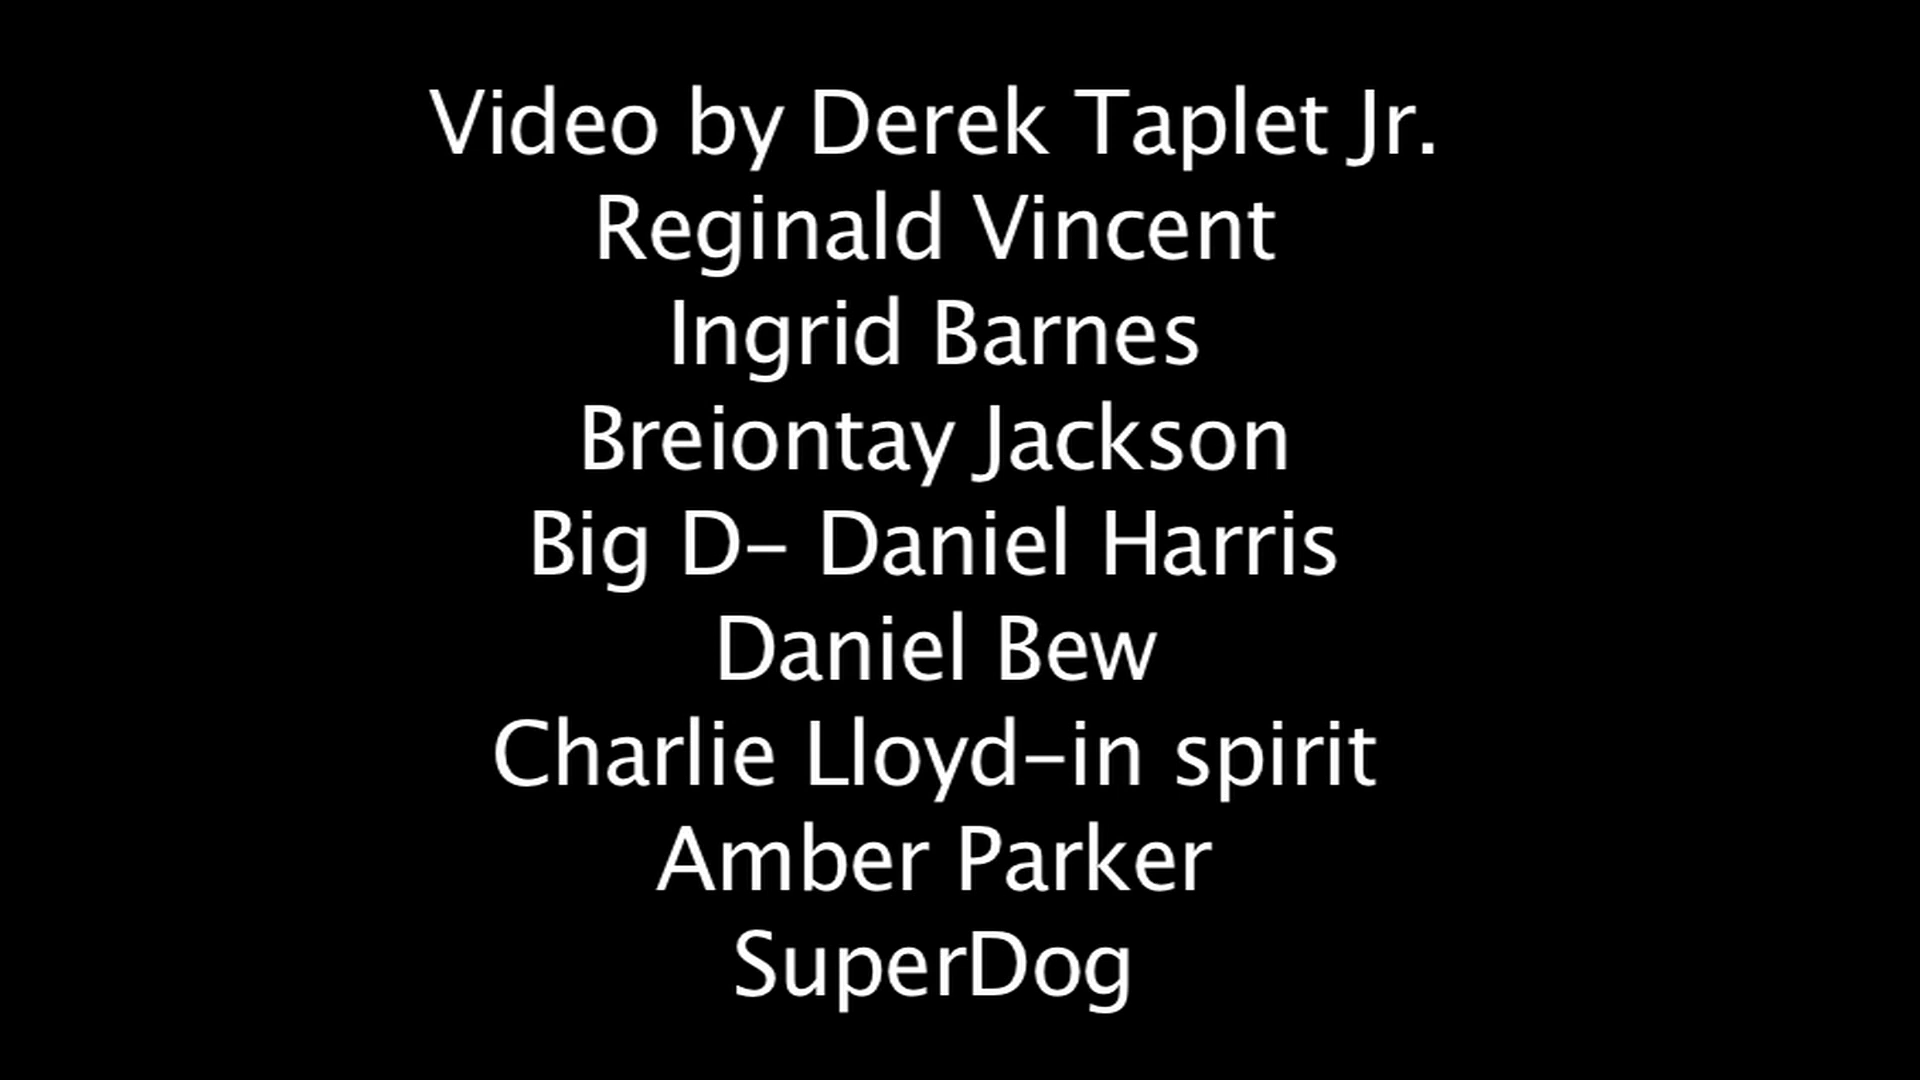 Video by Derek Taplet Jr.
Reginald Vincent
Ingrid Barnes
Breiontay Jackson
Big D- Daniel Harris
Daniel Bew
Charlie Lloyd-in spirit
Amber Parker
SuperDog